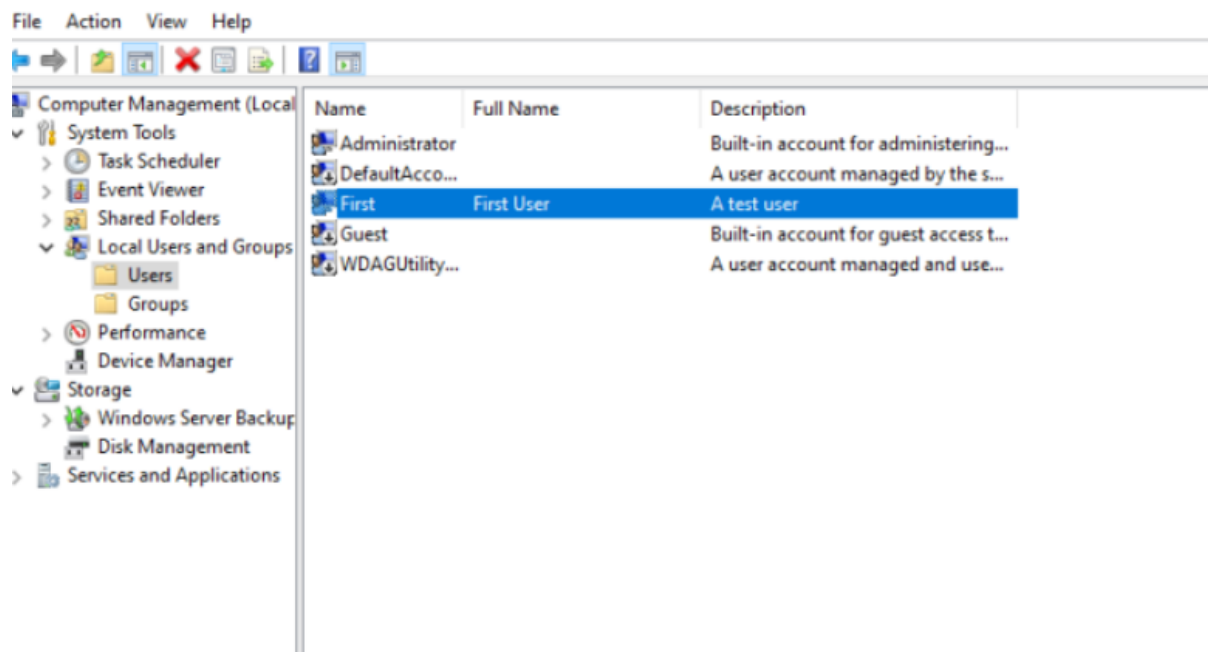 File Action View Help
Computer Management (Local
System Tools
Task Scheduler
Event Viewer
Shared Folders
Local Users and Groups
Users
Groups
Performance
Device Manager
Storage
Windows Server Backup
Disk Management
Services and Applications
Name Full Name Description
Administrator Built-in account for administering...
DefaultAcco... A user account managed by the s...
First First User A test user
Guest Built-in account for guest access t...
WDAGUtility... A user account managed and use...